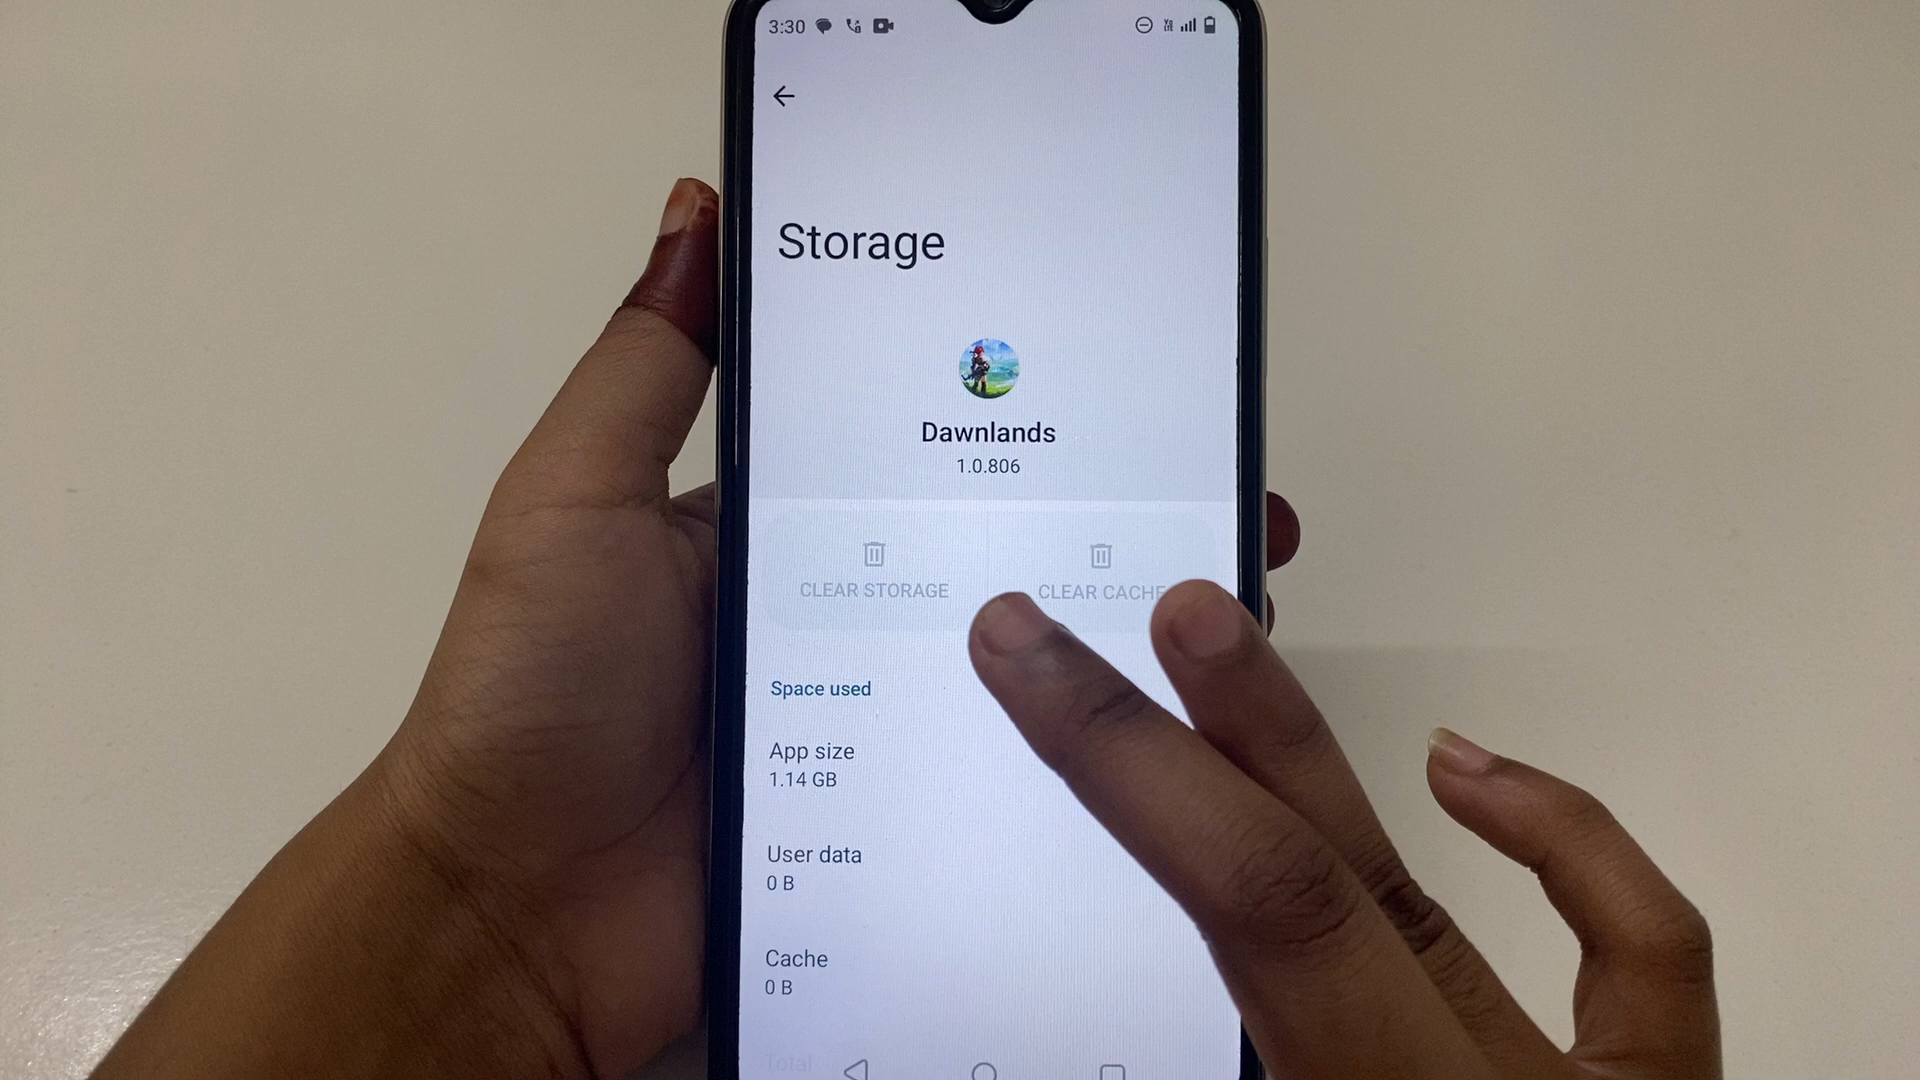 3:30
Storage
Dawnlands
1.0.806
CLEAR STORAGE
CLEAR CACHE
Space used
App size
1.14 GB
User data
0 B
Cache
0 B
Total